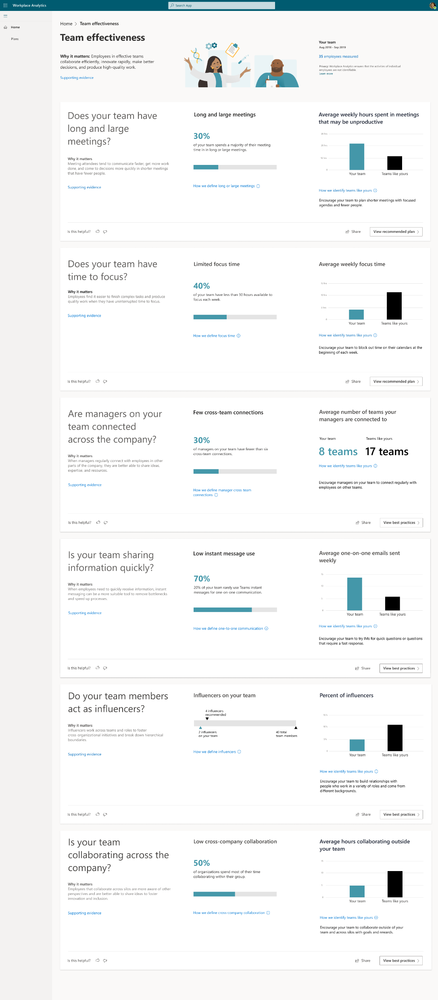 Workplace Analytics
Search App
Home
Plans
Home > Team effectiveness
Team effectiveness
Why it matters: Employees in effective teams
collaborate efficiently, innovate rapidly, make better
decisions, and produce high-quality work.
Supporting evidence
Your team
Aug 2018 - Sep 2019
35 employees measured
Privacy: Workplace Analytics ensures that the activities of individual
employees are not identifiable.
Learn more
Does your team have
long and large
meetings?
Why it matters
Meeting attendees tend to communicate faster, get more work
done, and come to decisions more quickly in shorter meetings
that have fewer people.
Supporting evidence
Long and large meetings
30%
of your team spends a majority of their meeting
time in in long or large meetings.
How we define long or large meetings
Average weekly hours spent in meetings
that may be unproductive
30 hrs
20 hrs
10 hrs
0
Your team
Teams like yours
How we identify teams like yours
Encourage your team to plan shorter meetings with focused
agendas and fewer people.
Is this helpful?
Share
View recommended plan
Does your team have
time to focus?
Why it matters
Employees find it easier to finish complex tasks and produce
quality work when they have uninterrupted time to focus.
Supporting evidence
Limited focus time
40%
of your team have less than 30 hours available to
focus each week.
How we define focus time
Average weekly focus time
15 hrs
10 hrs
5 hrs
0
Your team
Teams like yours
How we identify teams like yours
Encourage your team to block out time on their calendars at the
beginning of each week.
Is this helpful?
Share
View recommended plan
Are managers on your
team connected
across the company?
Why it matters
When managers regularly connect with employees in other
parts of the company, they are better able to share ideas,
expertise, and resources.
Supporting evidence
Few cross-team connections
30%
of managers on your team have fewer than six
cross-team connections.
How we define manager cross-team
connections
Average number of teams your
managers are connected to
Your team
Teams like yours
8 teams
17 teams
How we identify teams like yours
Encourage managers on your team to connect regularly with
employees on other teams.
Is this helpful?
Share
View best practices
Is your team sharing
information quickly?
Why it matters
When employees need to quickly receive information, instant
messaging can be a more suitable tool to remove bottlenecks
and speed up processes.
Supporting evidence
Low instant message use
70%
20% of your team rarely use Teams instant
messages for one-on-one communication.
How we define one-to-one communication
Average one-on-one emails sent
weekly
15
10
5
0
Your team
Teams like yours
How we identify teams like yours
Encourage your team to try IMs for quick questions or questions
that require a fast response.
Is this helpful?
Share
View best practices
Do your team members
act as influencers?
Why it matters
Influencers work across teams and roles to foster
cross-organizational initiatives and break down hierarchical
boundaries.
Supporting evidence
Influencers on your team
4 influencers
recommended
2 influencers
on your team
40 total
team members
How we define influencers
Percent of influencers
15%
10%
5%
0
Your team
Teams like yours
How we identify teams like yours
Encourage your team to build relationships with
people who work in a variety of roles and come from
different backgrounds.
Is this helpful?
Share
View best practices
Is your team
collaborating across the
company?
Why it matters
Employees that collaborate across silos are more aware of other
perspectives and are better able to share ideas to foster
innovation and inclusion.
Supporting evidence
Low cross-company collaboration
50%
of organizations spend most of their time
collaborating within their group.
How we define cross-company collaboration
Average hours collaborating outside
your team
15
10
5
0
Your team
Teams like yours
How we identify teams like yours
Encourage your team to collaborate outside of your
team and across silos with goals and rewards.
Is this helpful?
Share
View best practices